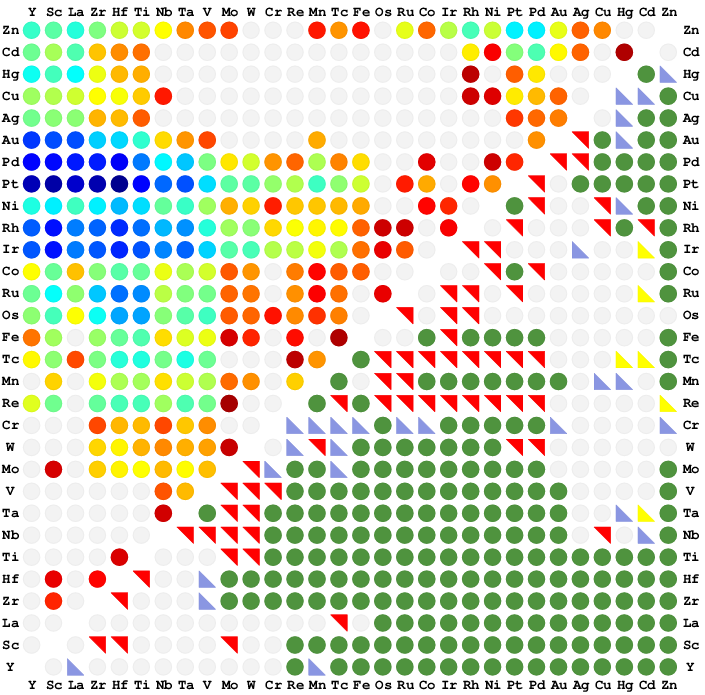 Y Sc La Zr Hf Ti Nb Ta V Mo W Cr Re Mn Tc Fe Os Ru Co Ir Rh Ni Pt Pd Au Ag Cu Hg Cd Zn
Zn Zn
Cd Cd
Hg Hg
Cu Cu
Ag Ag
Au Au
Pd Pd
Pt Pt
Ni Ni
Rh Rh
Ir Ir
Co Co
Ru Ru
Os Os
Fe Fe
Tc Tc
Mn Mn
Re Re
Cr Cr
W W
Mo Mo
V V
Ta Ta
Nb Nb
Ti Ti
Hf Hf
Zr Zr
La La
Sc Sc
Y Y
Y Sc La Zr Hf Ti Nb Ta V Mo W Cr Re Mn Tc Fe Os Ru Co Ir Rh Ni Pt Pd Au Ag Cu Hg Cd Zn